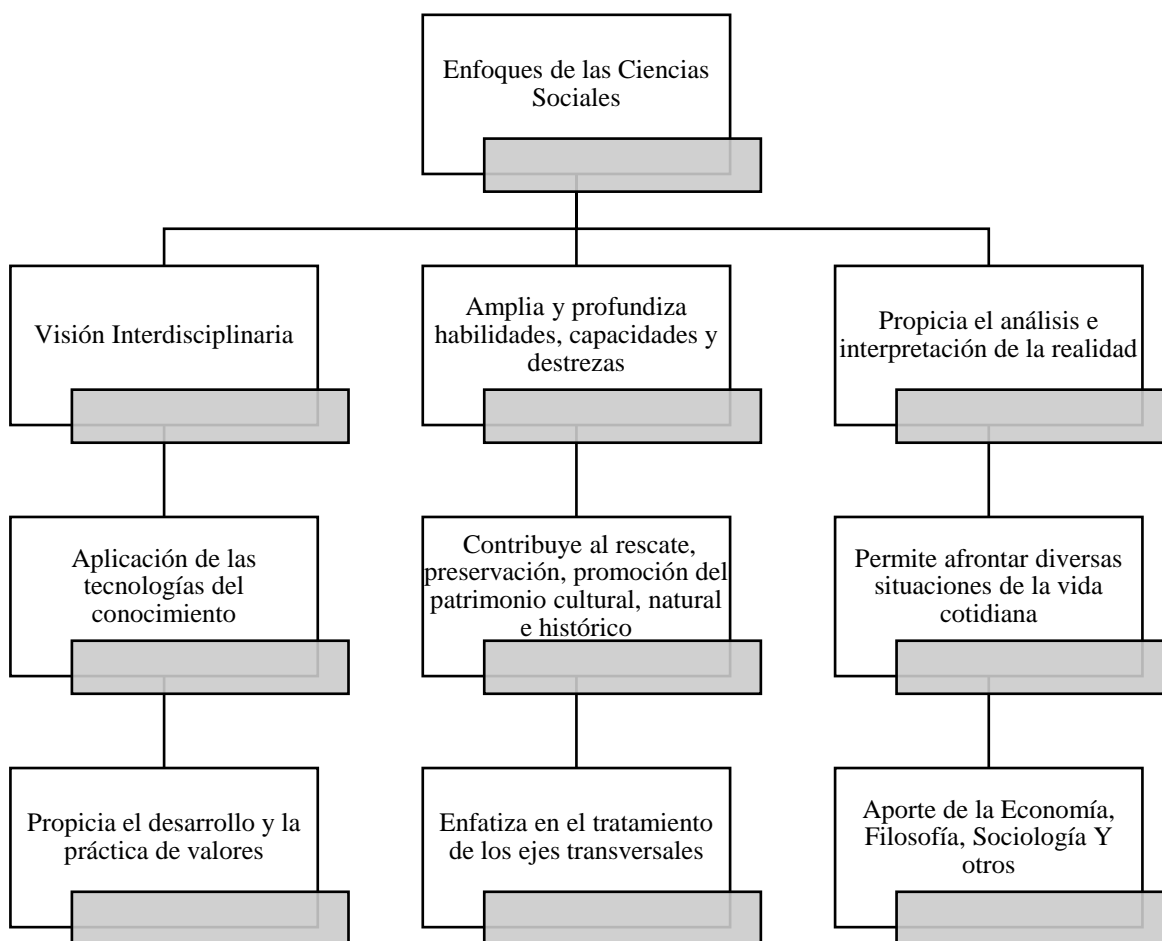 Enfoques de las Ciencias
Sociales
Visión Interdisciplinaria
Amplia y profundiza
habilidades, capacidades y
destrezas
Propicia el análisis e
interpretación de la realidad
Aplicación de las
tecnologías del
conocimiento
Contribuye al rescate,
preservación, promoción del
patrimonio cultural, natural
e histórico
Permite afrontar diversas
situaciones de la vida
cotidiana
Propicia el desarrollo y la
práctica de valores
Enfatiza en el tratamiento
de los ejes transversales
Aporte de la Economía,
Filosofía, Sociología Y
otros